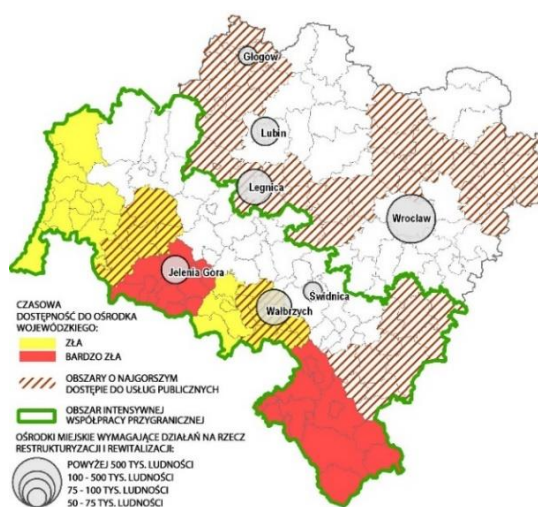 Głogów
Lubin
Legnica
Wrocław
Jelenia Góra
Świdnica
Wałbrzych
CZASOWA
DOSTĘPNOŚĆ DO OŚRODKA
WOJEWÓDZKIEGO:
ZŁA
BARDZO ZŁA
OBSZARY O NAJGORSZYM
DOSTĘPIE DO USŁUG PUBLICZNYCH
OBSZAR INTENSYWNEJ
WSPÓŁPRACY PRZYGRANICZNEJ
OŚRODKI MIEJSKIE WYMAGAJĄCE DZIAŁAŃ NA RZECZ
RESTRUKTURYZACJI I REWITALIZACJI:
POWYŻEJ 500 TYS. LUDNOŚCI
100 - 500 TYS. LUDNOŚCI
75 - 100 TYS. LUDNOŚCI
50 - 75 TYS. LUDNOŚCI